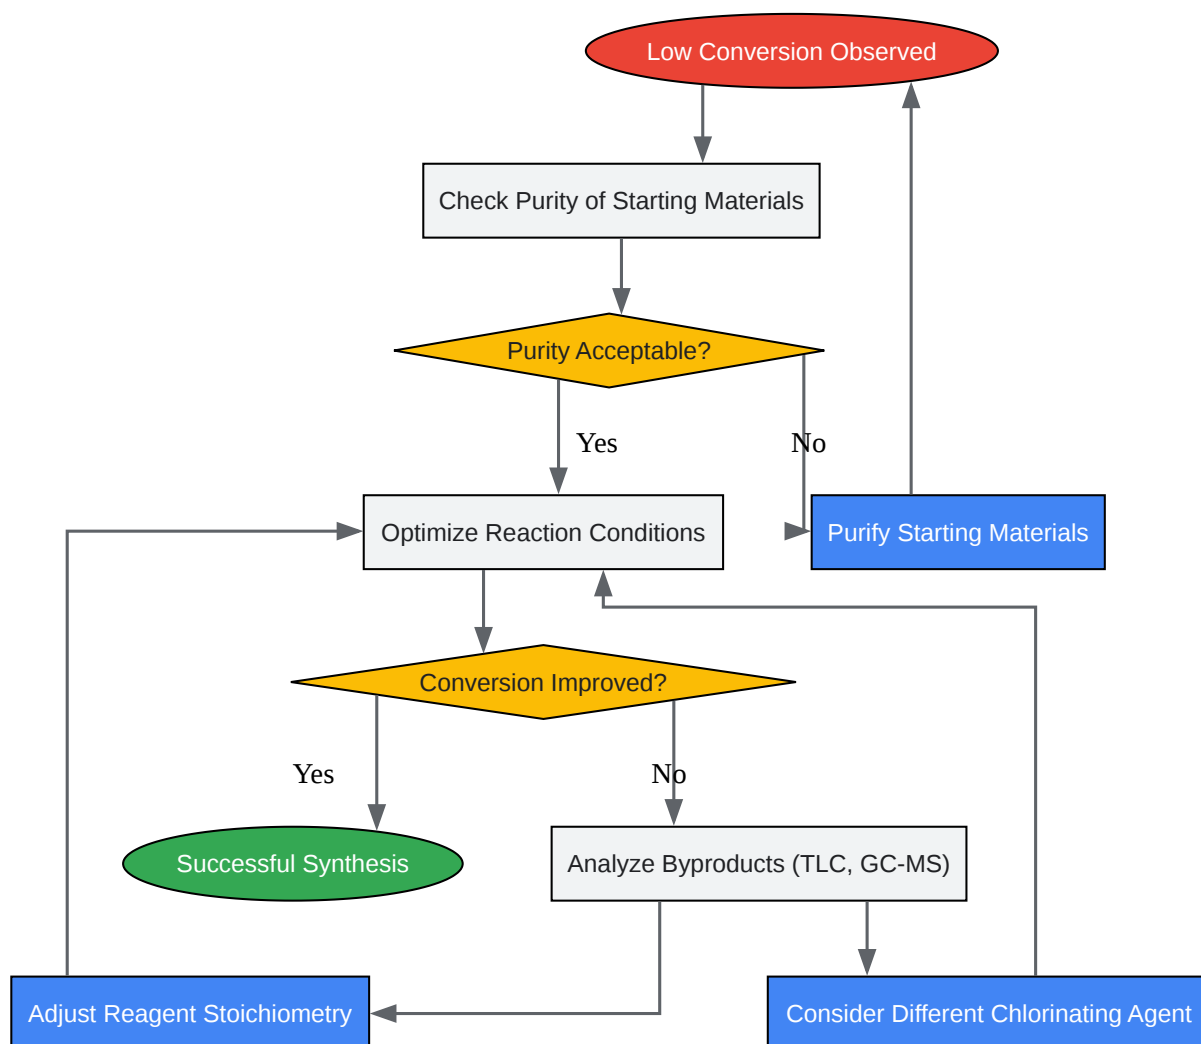 Low Conversion Observed
Check Purity of Starting Materials
Purity Acceptable?
Yes
No
Optimize Reaction Conditions
Purify Starting Materials
Conversion Improved?
Yes
No
Successful Synthesis
Analyze Byproducts (TLC, GC-MS)
Adjust Reagent Stoichiometry
Consider Different Chlorinating Agent